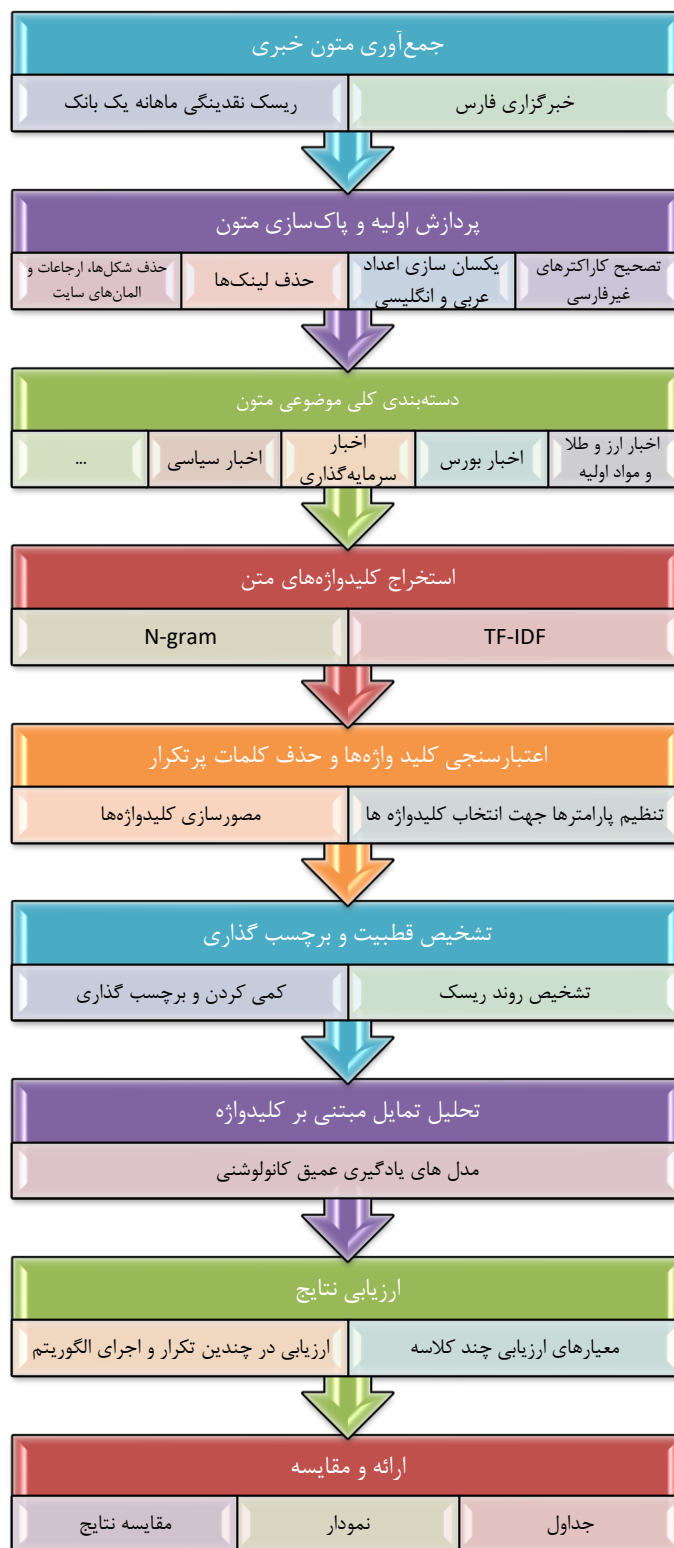 جمع‌آوری متون خبری
خبرگزاری فارس
ریسک نقدینگی ماهانه یک بانک
پردازش اولیه و پاک‌سازی متون
تصحیح کاراکترهای
غیرفارسی
یکسان سازی اعداد
عربی و انگلیسی
حذف لینک‌ها
حذف شکل‌ها، ارجاعات و
المان‌های سایت
دسته‌بندی کلی موضوعی متون
اخبار ارز و طلا
و مواد اولیه
اخبار بورس
اخبار
سرمایه‌گذاری
اخبار سیاسی
...
استخراج کلیدواژه‌های متن
TF-IDF
N-gram
اعتبارسنجی کلید واژه‌ها و حذف کلمات پرتکرار
تنظیم پارامترها جهت انتخاب کلیدواژه ها
مصورسازی کلیدواژه‌ها
تشخیص قطبیت و برچسب گذاری
تشخیص روند ریسک
کمی کردن و برچسب گذاری
تحلیل تمایل مبتنی بر کلیدواژه
مدل های یادگیری عمیق کانولوشنی
ارزیابی نتایج
معیارهای ارزیابی چند کلاسه
ارزیابی در چندین تکرار و اجرای الگوریتم
ارائه و مقایسه
جداول
نمودار
مقایسه نتایج